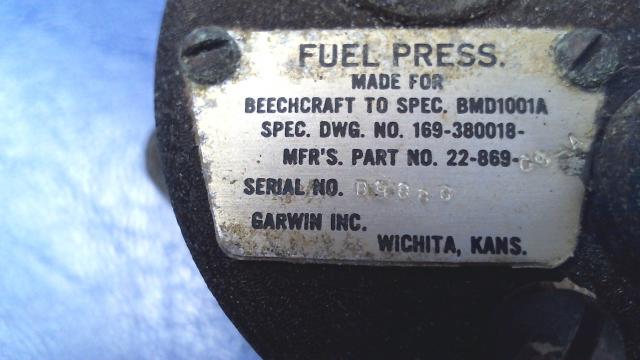 FUEL PRESS.
MADE FOR
BEECHCRAFT TO SPEC. BMD1001A
SPEC. DWG. NO. 169-380018-
MFR'S. PART NO. 22-869-
SERIAL NO.
GARWIN INC.
WICHITA, KANS.